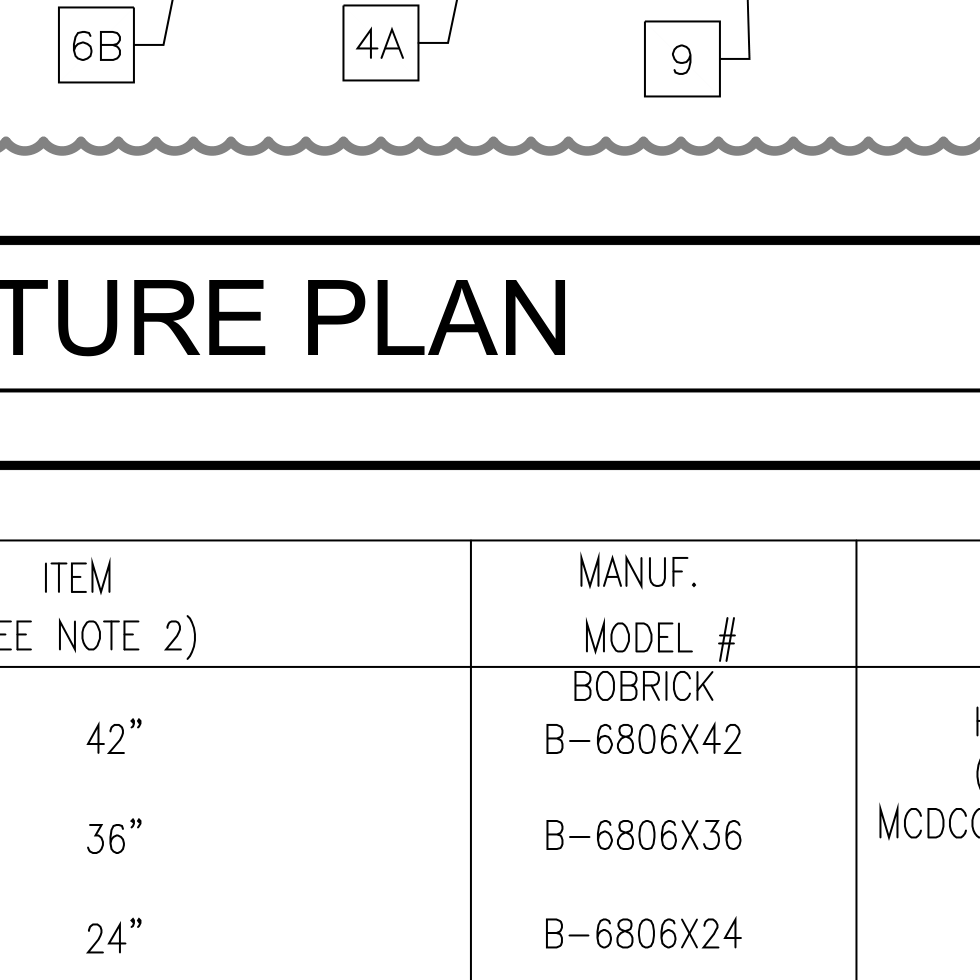 6B
4A
9
TURE PLAN
ITEM
EE NOTE 2)
MANUF.
MODEL #
BOBRICK
42” B-6806X42
36” B-6806X36
24” B-6806X24